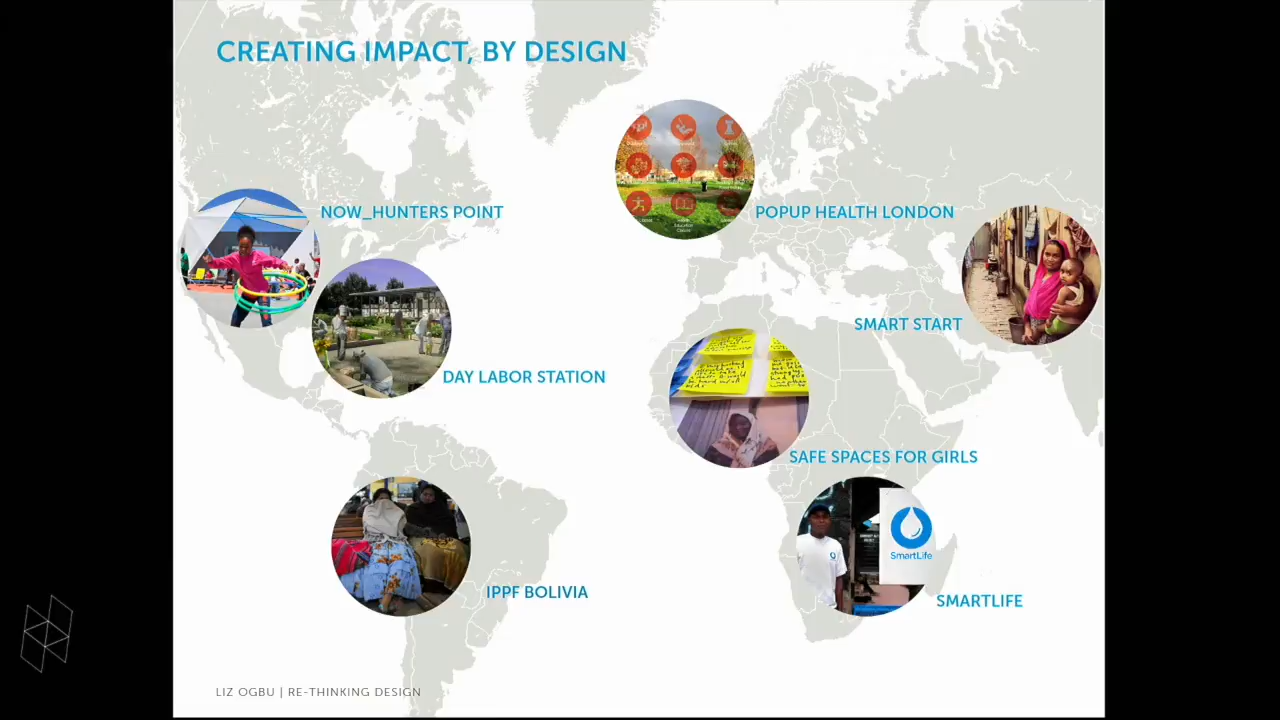 CREATING IMPACT, BY DESIGN
NOW_HUNTERS POINT
POPUP HEALTH LONDON
SMART START
DAY LABOR STATION
SAFE SPACES FOR GIRLS
SmartLife
IPPF BOLIVIA
SMARTLIFE
LIZ OGBU | RE-THINKING DESIGN